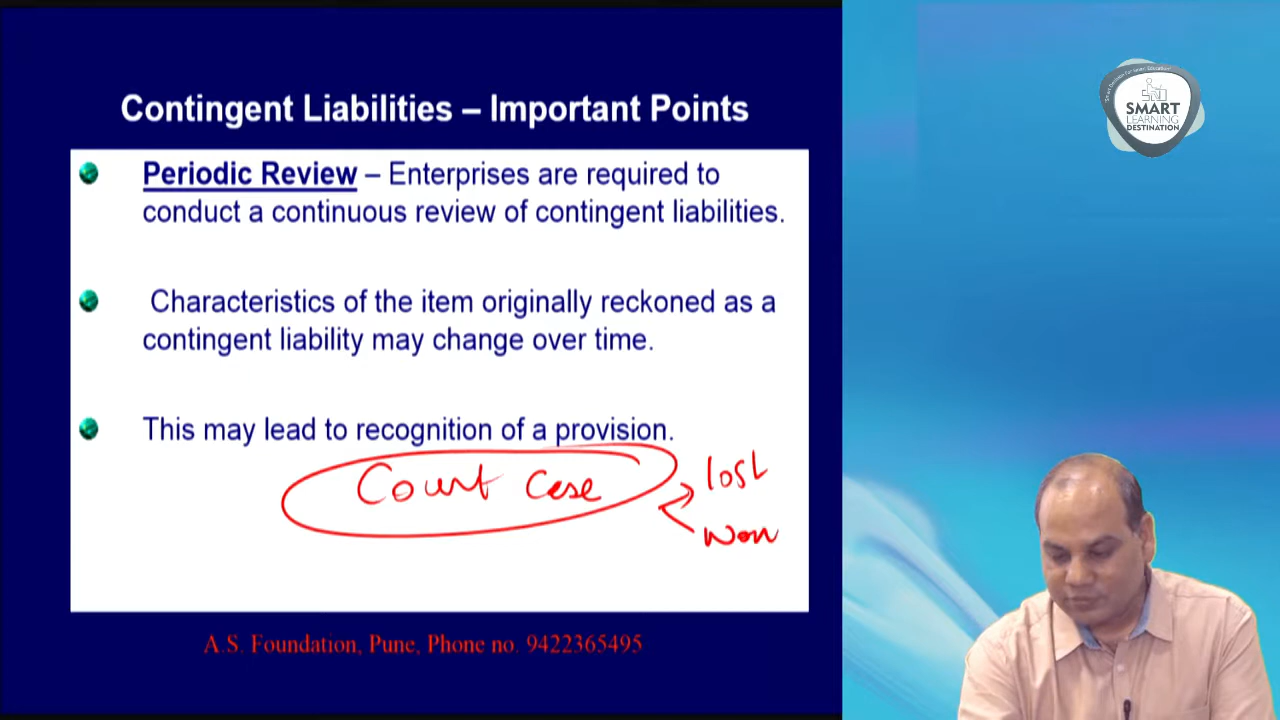 Contingent Liabilities – Important Points
Periodic Review – Enterprises are required to
conduct a continuous review of contingent liabilities.
Characteristics of the item originally reckoned as a
contingent liability may change over time.
This may lead to recognition of a provision.
Court Case
lost
won
A.S. Foundation, Pune, Phone no. 9422365495
SMART
LEARNING
DESTINATION